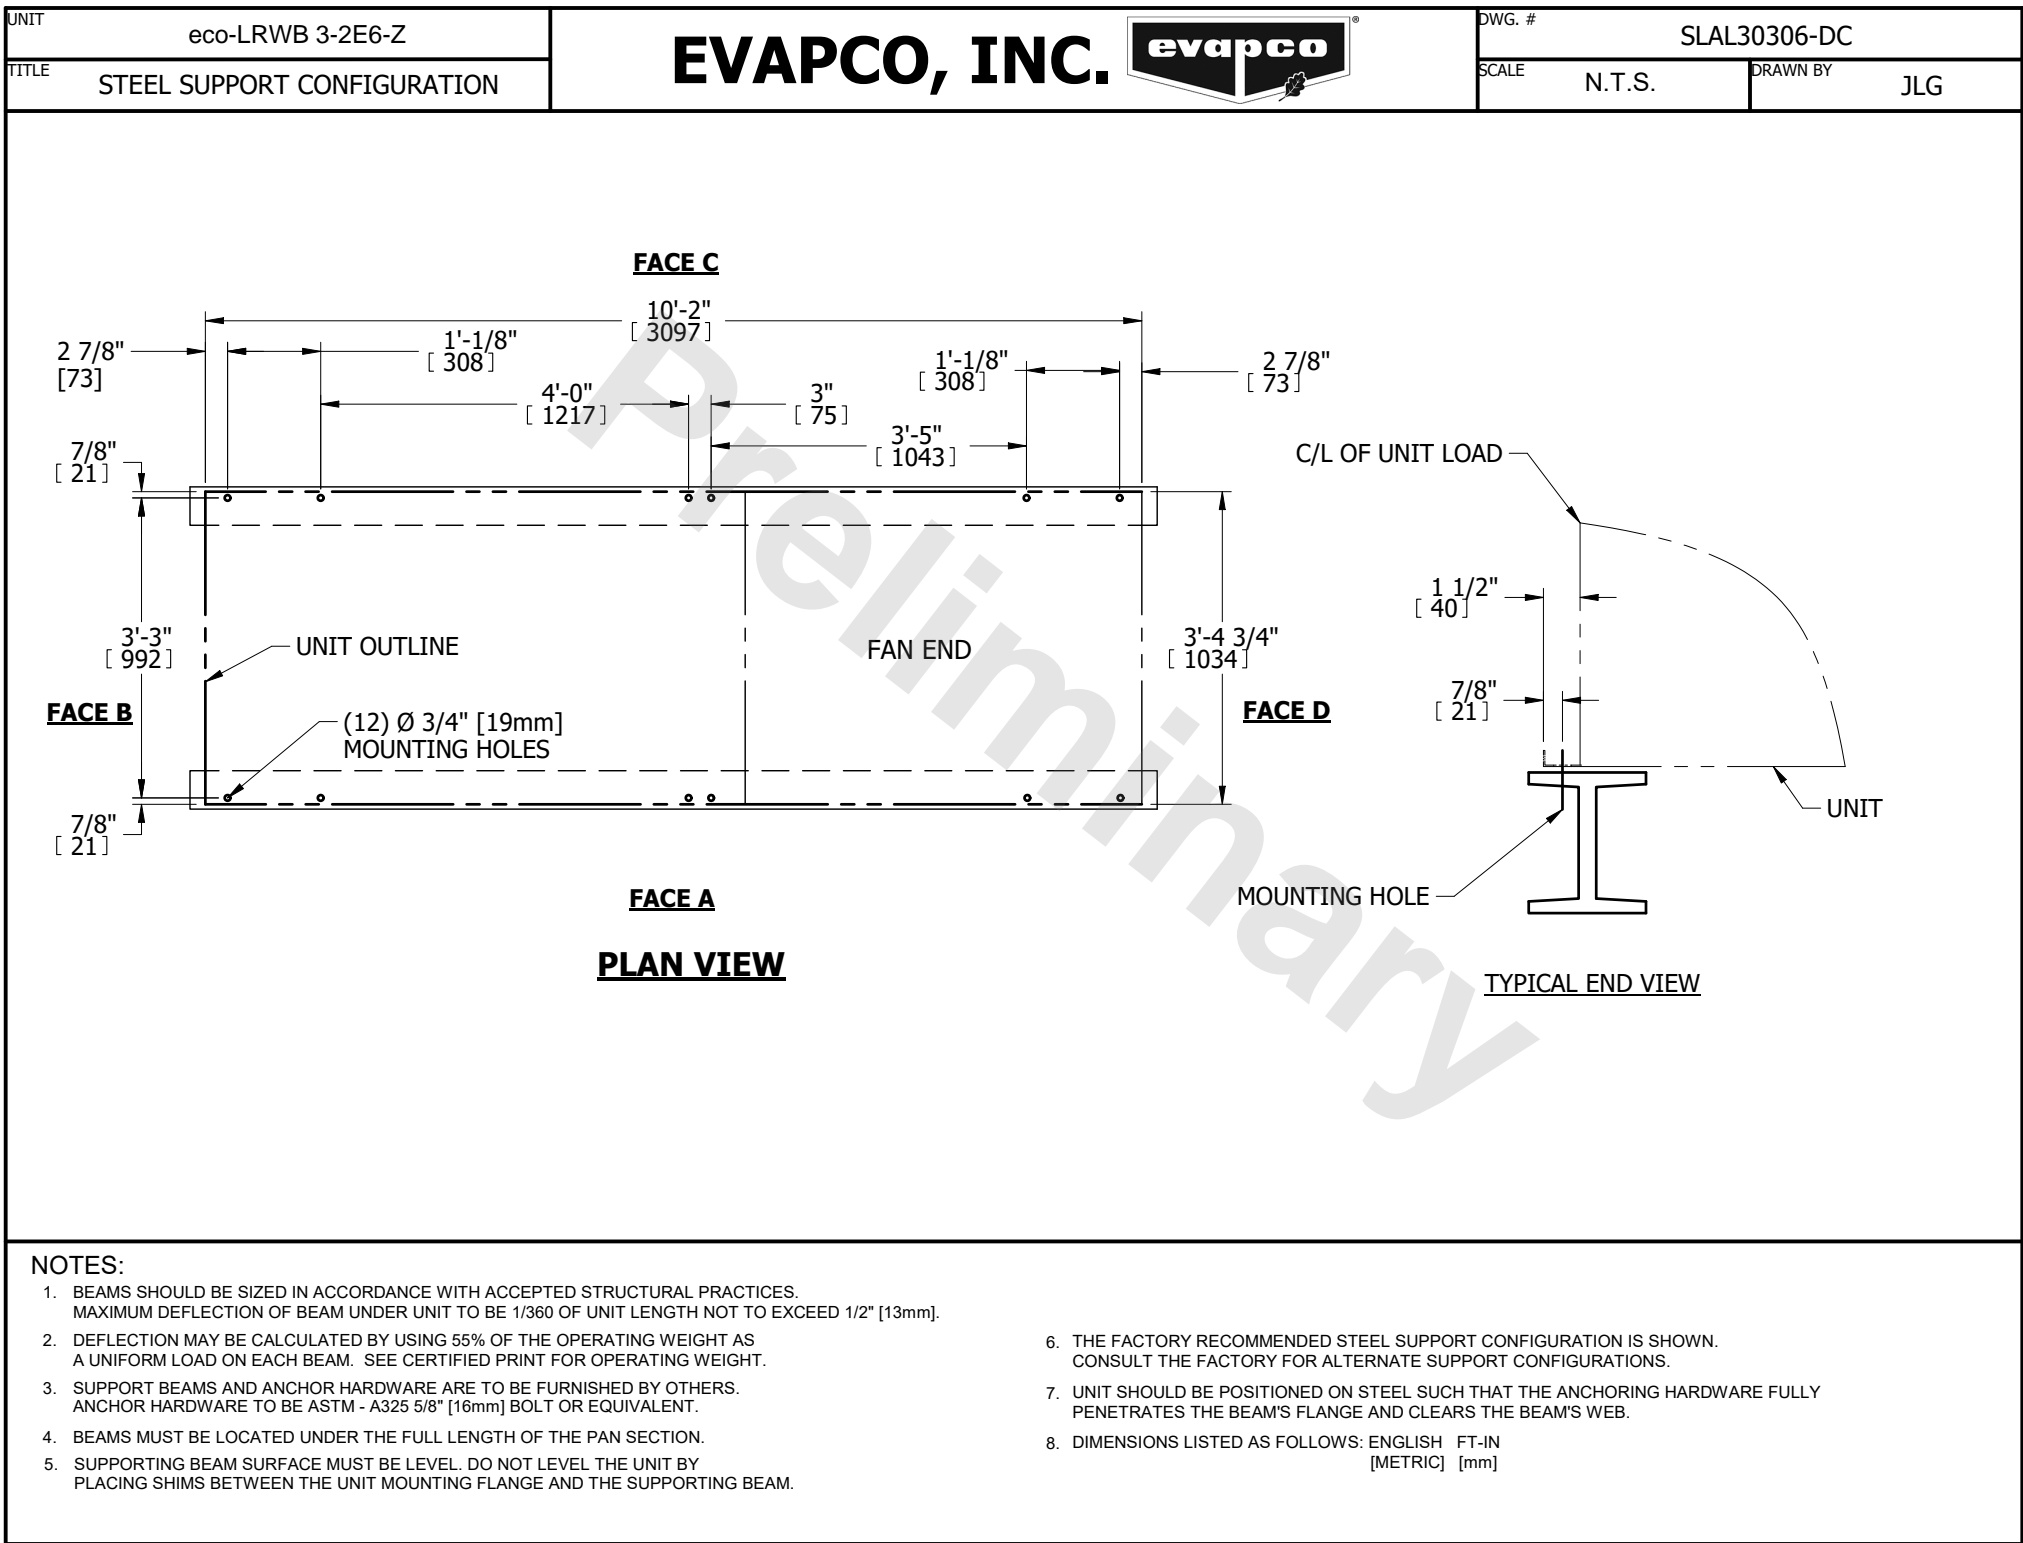 UNIT
eco-LRWB 3-2E6-Z
TITLE
STEEL SUPPORT CONFIGURATION
EVAPCO, INC.
evapco
®
DWG. #
SLAL30306-DC
SCALE
N.T.S.
DRAWN BY
JLG
FACE C
10'-2"
[ 3097]
2 7/8"
[73]
1'-1/8"
[ 308]
4'-0"
[ 1217]
3"
[ 75]
1'-1/8"
[ 308]
2 7/8"
[ 73]
3'-5"
[ 1043]
7/8"
[ 21]
C/L OF UNIT LOAD
1 1/2"
[ 40]
3'-3"
[ 992]
UNIT OUTLINE
FAN END
3'-4 3/4"
[ 1034]
7/8"
[ 21]
FACE B
(12) Ø 3/4" [19mm]
MOUNTING HOLES
FACE D
7/8"
[ 21]
UNIT
MOUNTING HOLE
FACE A
PLAN VIEW
TYPICAL END VIEW
Preliminary
NOTES:
1. BEAMS SHOULD BE SIZED IN ACCORDANCE WITH ACCEPTED STRUCTURAL PRACTICES.
MAXIMUM DEFLECTION OF BEAM UNDER UNIT TO BE 1/360 OF UNIT LENGTH NOT TO EXCEED 1/2" [13mm].
2. DEFLECTION MAY BE CALCULATED BY USING 55% OF THE OPERATING WEIGHT AS
A UNIFORM LOAD ON EACH BEAM. SEE CERTIFIED PRINT FOR OPERATING WEIGHT.
3. SUPPORT BEAMS AND ANCHOR HARDWARE ARE TO BE FURNISHED BY OTHERS.
ANCHOR HARDWARE TO BE ASTM - A325 5/8" [16mm] BOLT OR EQUIVALENT.
4. BEAMS MUST BE LOCATED UNDER THE FULL LENGTH OF THE PAN SECTION.
5. SUPPORTING BEAM SURFACE MUST BE LEVEL. DO NOT LEVEL THE UNIT BY
PLACING SHIMS BETWEEN THE UNIT MOUNTING FLANGE AND THE SUPPORTING BEAM.
6. THE FACTORY RECOMMENDED STEEL SUPPORT CONFIGURATION IS SHOWN.
CONSULT THE FACTORY FOR ALTERNATE SUPPORT CONFIGURATIONS.
7. UNIT SHOULD BE POSITIONED ON STEEL SUCH THAT THE ANCHORING HARDWARE FULLY
PENETRATES THE BEAM'S FLANGE AND CLEARS THE BEAM'S WEB.
8. DIMENSIONS LISTED AS FOLLOWS: ENGLISH FT-IN
[METRIC] [mm]